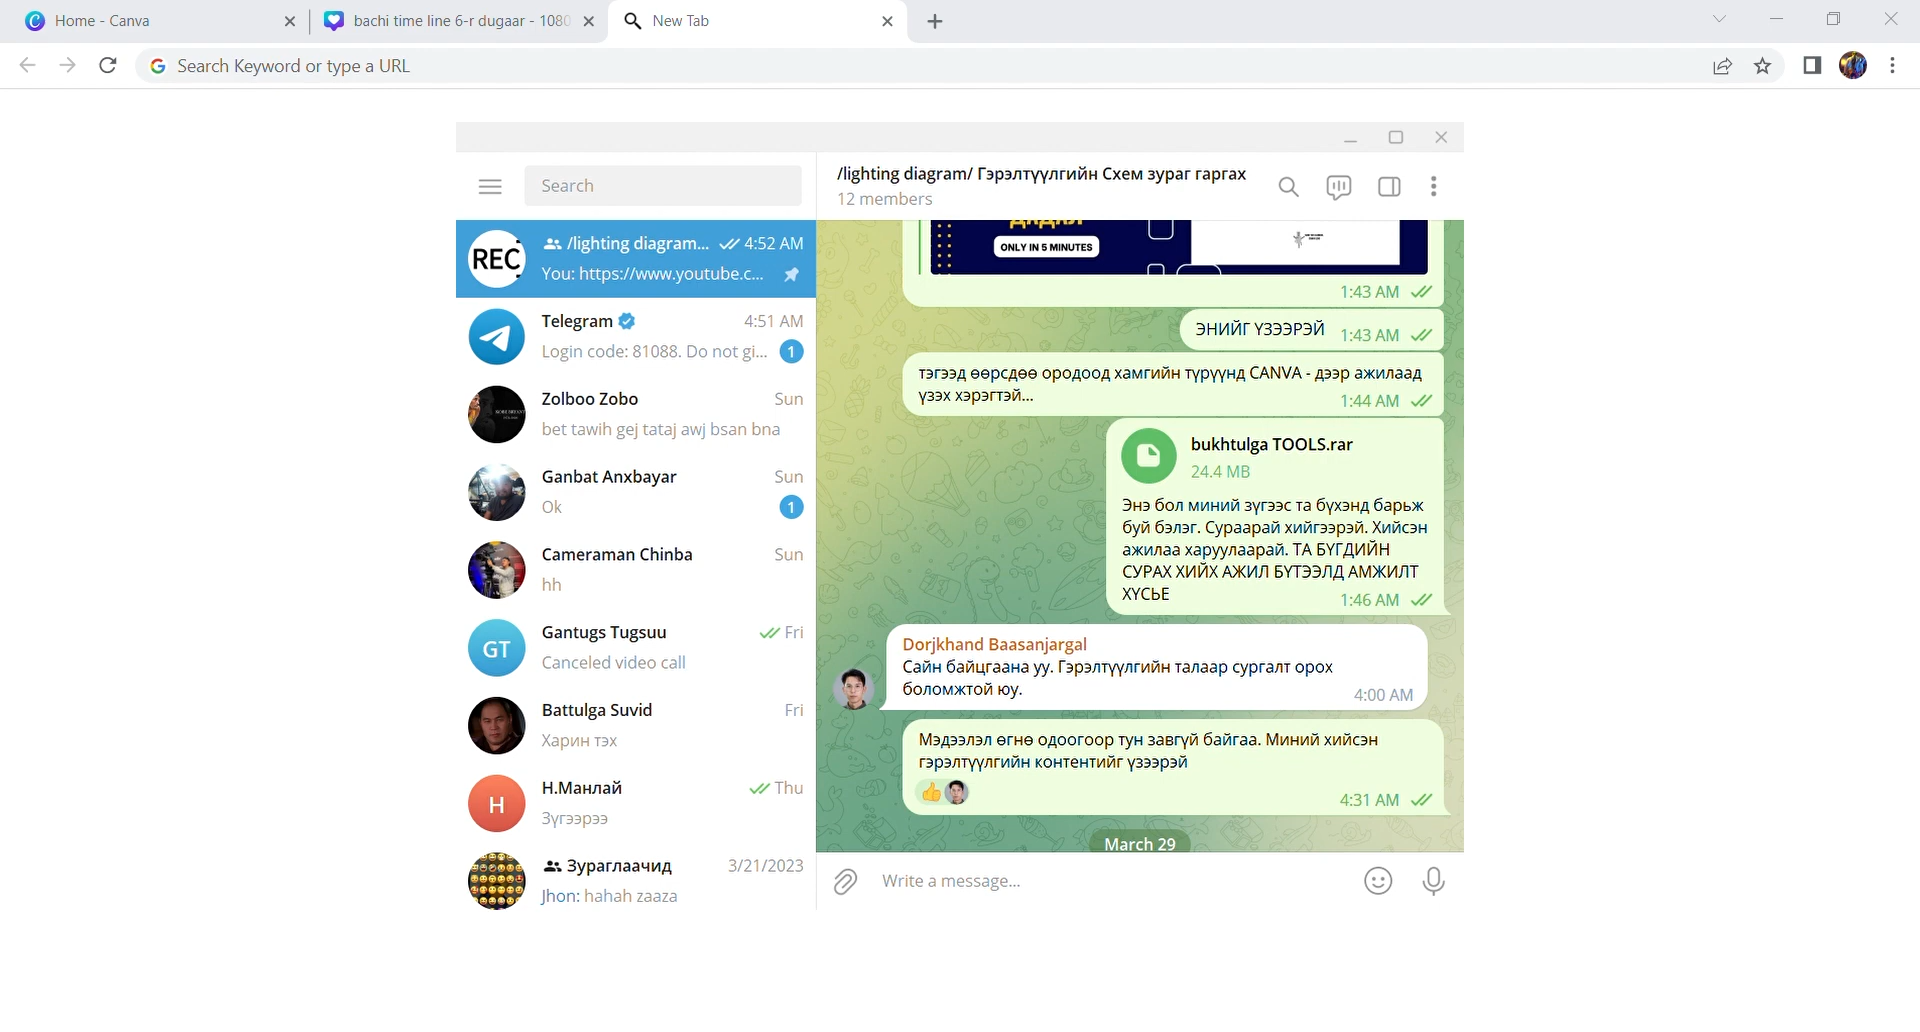 Home - Canva
bachi time line 6-r dugaar - 1080
New Tab
Search Keyword or type a URL
Search
/lighting diagram/ Гэрэлтүүлгийн Схем зураг гаргах
12 members
REC
/lighting diagram... 4:52 AM
You: https://www.youtube.c...
Telegram 4:51 AM
Login code: 81088. Do not gi... 1
Zolboo Zobo Sun
bet tawih gej tataj awj bsan bna
Ganbat Anxbayar Sun
Ok 1
Cameraman Chinba Sun
hh
GT
Gantugs Tugsuu Fri
Canceled video call
Battulga Suvid Fri
Харин тэх
Н
Н.Манлай Thu
Зүгээрээ
Зураглаачид 3/21/2023
Jhon: hahah zaaza
ONLY IN 5 MINUTES
1:43 AM
ЭНИЙГ ҮЗЭЭРЭЙ 1:43 AM
тэгээд өөрсдөө ородоод хамгийн түрүүнд CANVA - дээр ажилаад
үзэх хэрэгтэй... 1:44 AM
bukhtulga TOOLS.rar
24.4 MB
Энэ бол миний зүгээс та бүхэнд барьж
буй бэлэг. Сураарай хийгээрэй. Хийсэн
ажилаа харуулаарай. ТА БҮГДИЙН
СУРАХ ХИЙХ АЖИЛ БҮТЭЭЛД АМЖИЛТ
ХҮСЬЕ 1:46 AM
Dorjkhand Baasanjargal
Сайн байцгаана уу. Гэрэлтүүлгийн талаар сургалт орох
боломжтой юу. 4:00 AM
Мэдээлэл өгнө одоогоор тун завгүй байгаа. Миний хийсэн
гэрэлтүүлгийн контентийг үзээрэй
4:31 AM
March 29
Write a message...